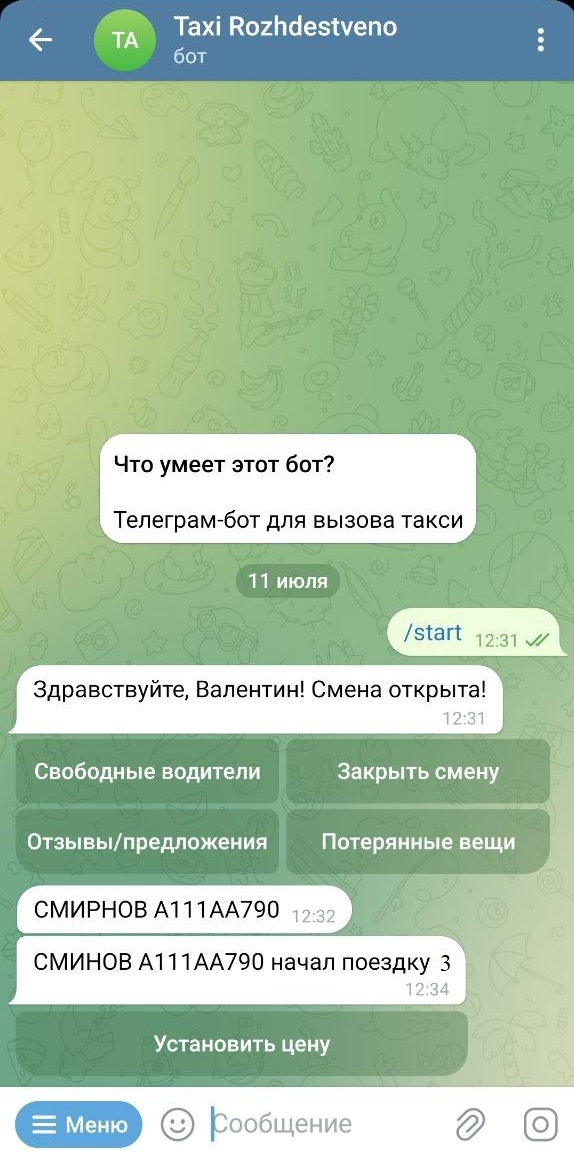 TA
Taxi Rozhdestveno
бот
Что умеет этот бот?
Телеграм-бот для вызова такси
11 июля
/start 12:31
Здравствуйте, Валентин! Смена открыта!
12:31
Свободные водители Закрыть смену
Отзывы/предложения Потерянные вещи
СМИРНОВ А111АА790 12:32
СМИНОВ А111АА790 начал поездку 3
12:34
Установить цену
Меню Сообщение